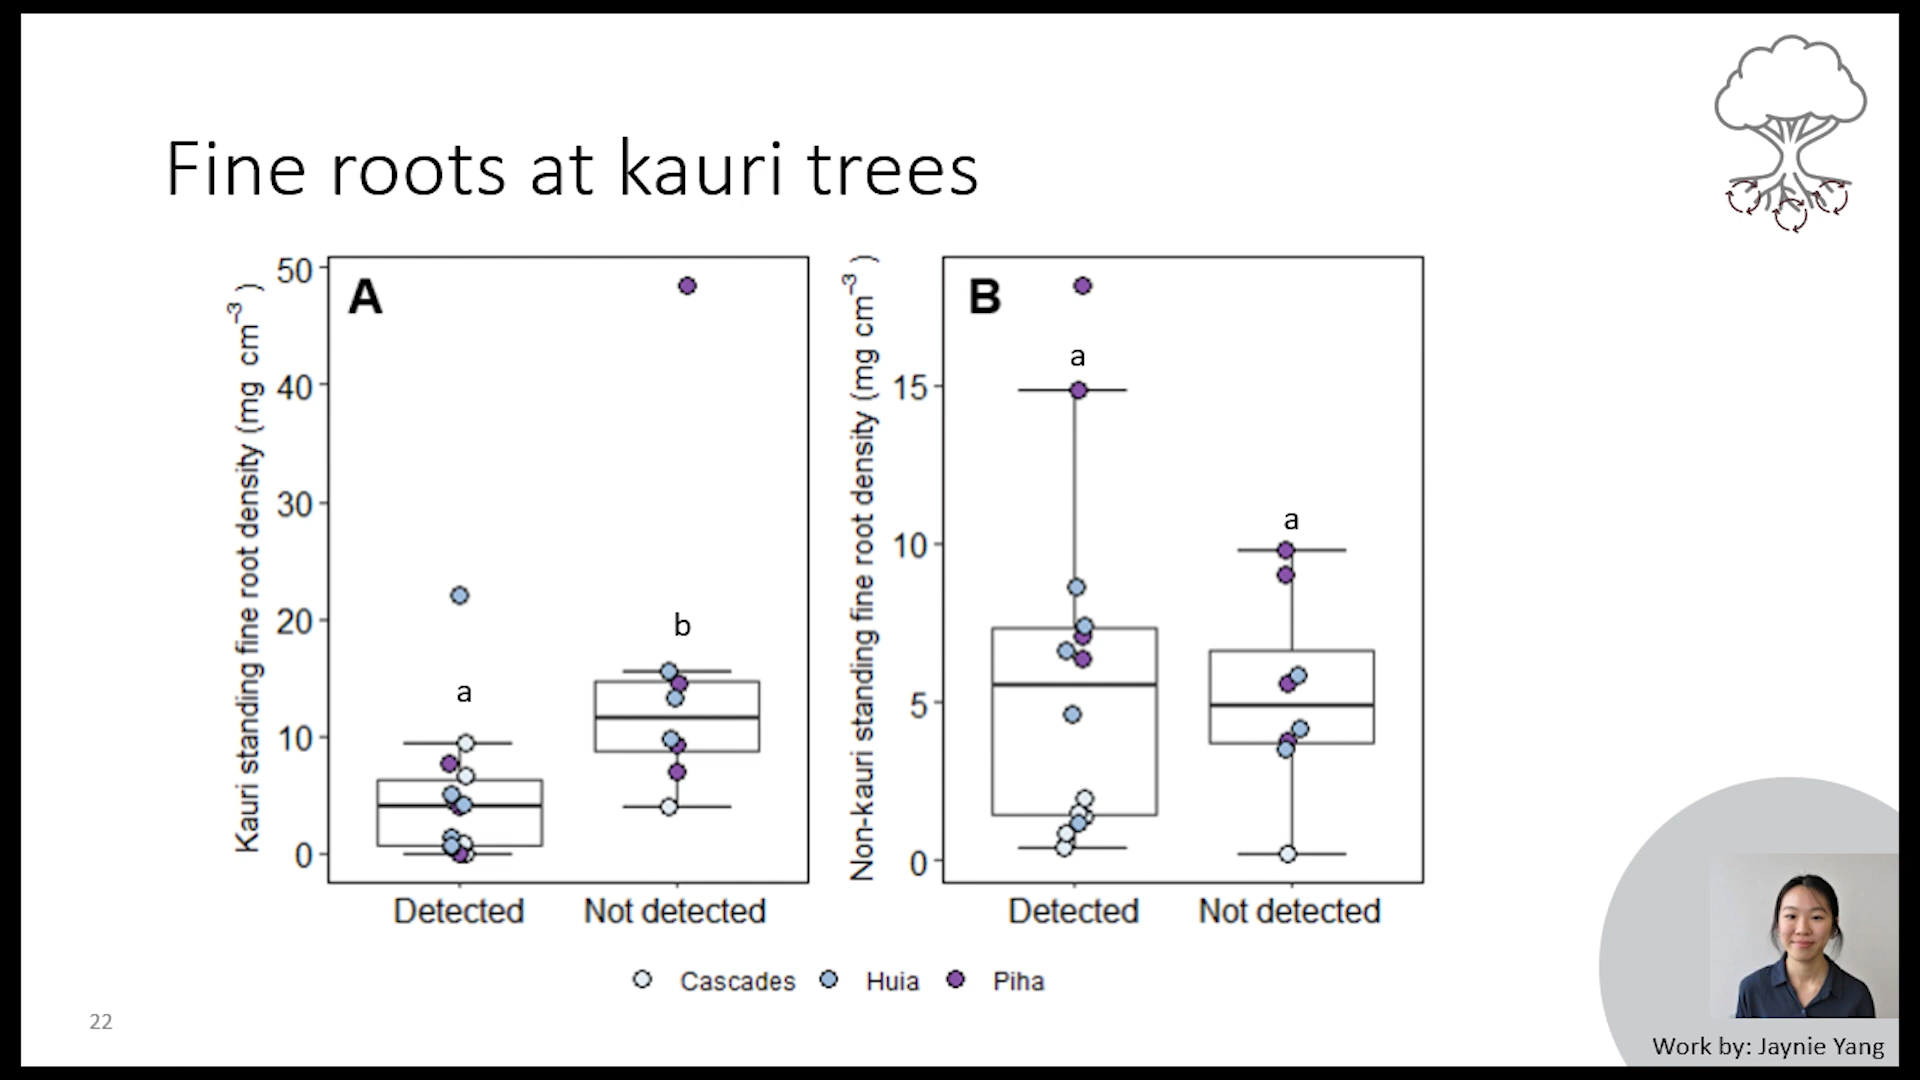 Fine roots at kauri trees
A
Kauri standing fine root density (mg cm⁻³ )
50
40
30
20
10
0
a
b
Detected
Not detected
B
Non-kauri standing fine root density (mg cm⁻³ )
15
10
5
0
a
a
Detected
Not detected
Cascades
Huia
Piha
22
Work by: Jaynie Yang